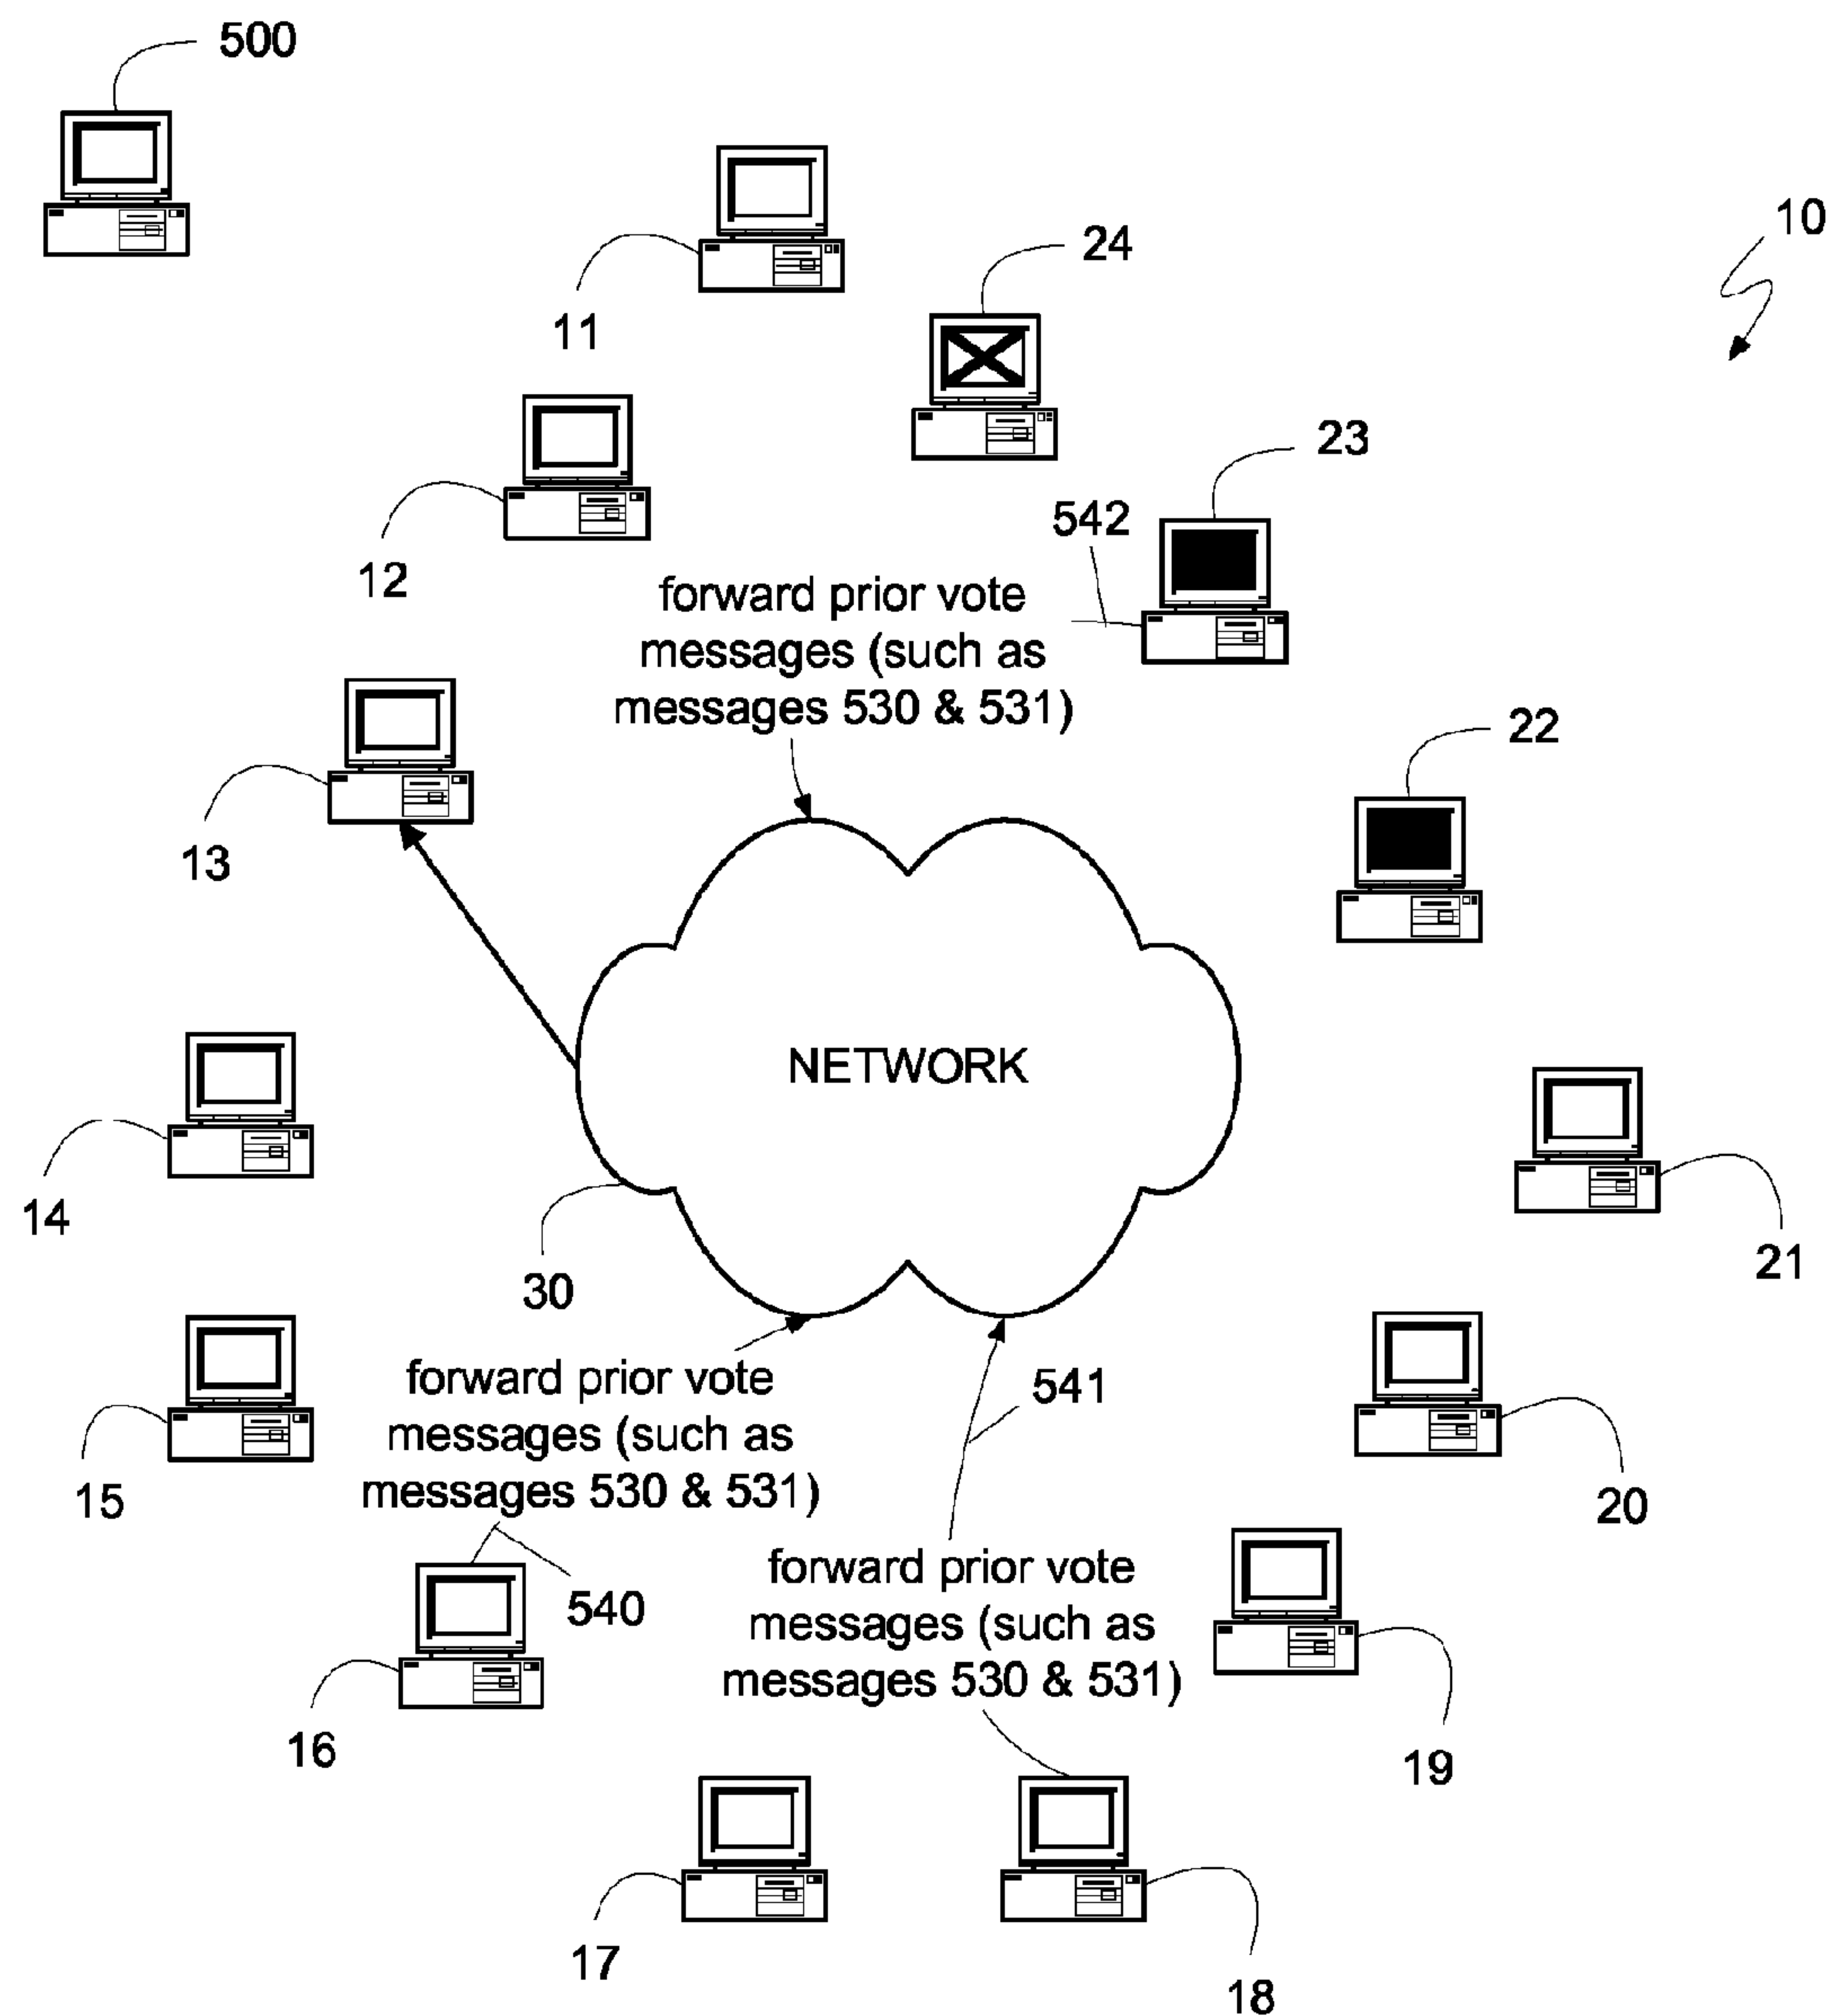 500
10
11
24
23
12
542
forward prior vote
messages (such as
messages 530 & 531)
22
13
NETWORK
14
21
30
forward prior vote
messages (such as
messages 530 & 531)
541
15
20
540
forward prior vote
messages (such as
messages 530 & 531)
16
19
17
18